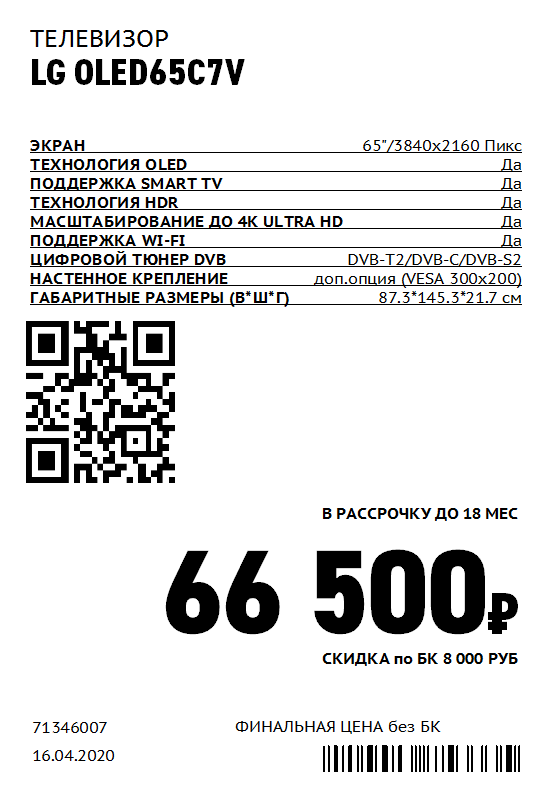 ТЕЛЕВИЗОР
LG OLED65C7V
ЭКРАН 65"/3840x2160 Пикс
ТЕХНОЛОГИЯ OLED Да
ПОДДЕРЖКА SMART TV Да
ТЕХНОЛОГИЯ HDR Да
МАСШТАБИРОВАНИЕ ДО 4K ULTRA HD Да
ПОДДЕРЖКА WI-FI Да
ЦИФРОВОЙ ТЮНЕР DVB DVB-T2/DVB-C/DVB-S2
НАСТЕННОЕ КРЕПЛЕНИЕ доп.опция (VESA 300x200)
ГАБАРИТНЫЕ РАЗМЕРЫ (В*Ш*Г) 87.3*145.3*21.7 см
В РАССРОЧКУ ДО 18 МЕС
66 500₽
СКИДКА по БК 8 000 РУБ
71346007 ФИНАЛЬНАЯ ЦЕНА без БК
16.04.2020